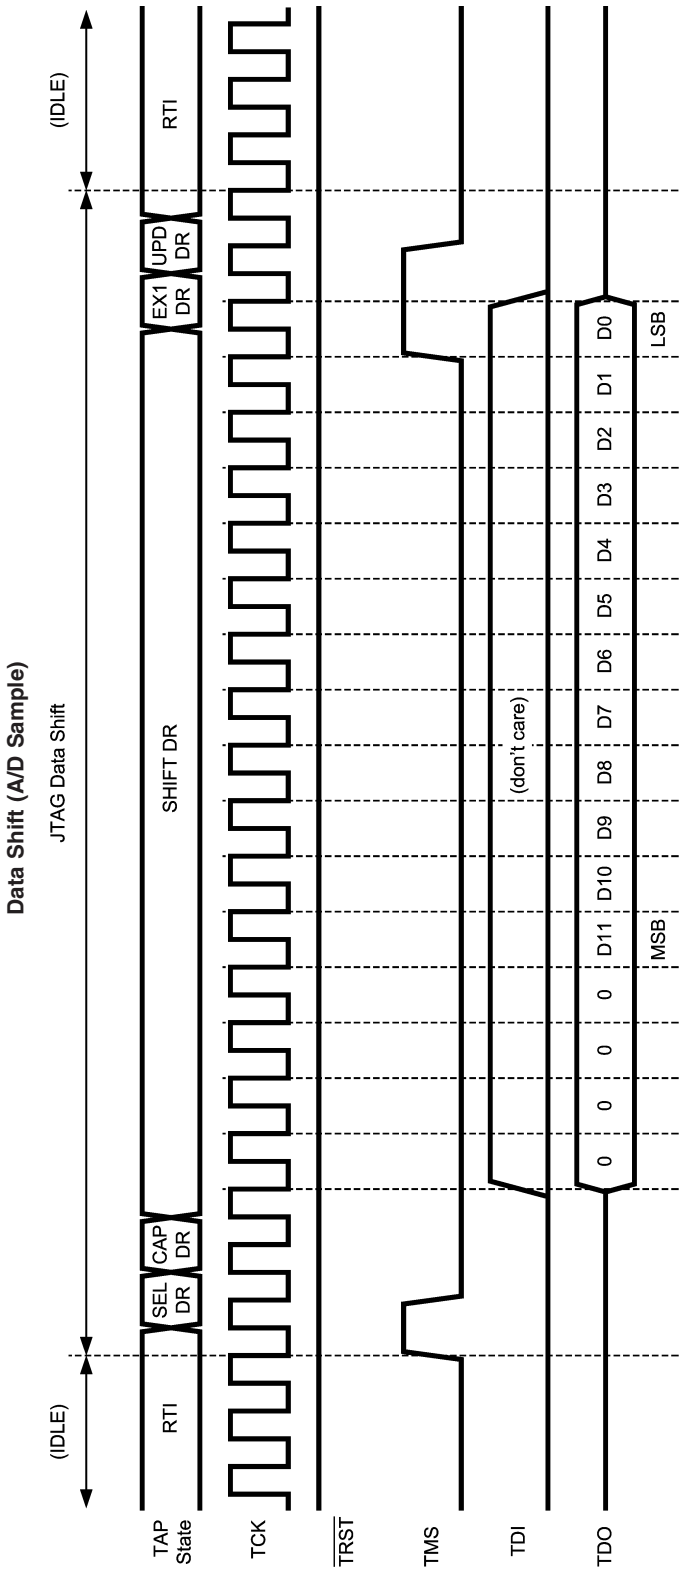 Data Shift (A/D Sample)
(IDLE)
JTAG Data Shift
(IDLE)
TAP
State
RTI
SEL
DR
CAP
DR
SHIFT DR
EX1
DR
UPD
DR
RTI
TCK
TRST
TMS
TDI
(don't care)
TDO
0
0
0
0
D11
D10
D9
D8
D7
D6
D5
D4
D3
D2
D1
D0
MSB
LSB